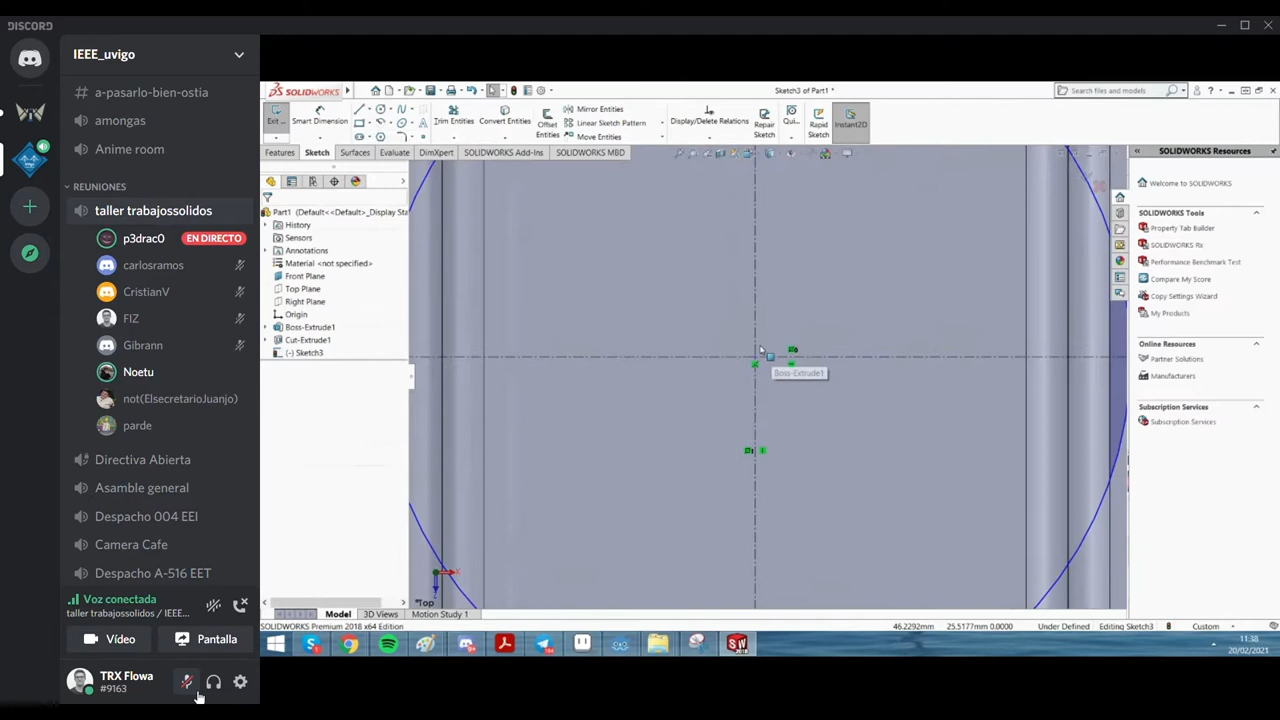 DISCORD
IEEE_uvigo
a-pasarlo-bien-ostia
amongas
Anime room
REUNIONES
taller trabajossolidos
p3drac0 EN DIRECTO
carlosramos
CristianV
FIZ
Gibrann
Noetu
not(ElsecretarioJuanjo)
parde
Directiva Abierta
Asamble general
Despacho 004 EEI
Camera Cafe
Despacho A-516 EET
Voz conectada
taller trabajossolidos / IEEE...
Vídeo
Pantalla
TRX Flowa
#9163
SOLIDWORKS
Sketch3 of Part1 *
Search files and models
Exit ...
Smart Dimension
Trim Entities
Convert Entities
Offset Entities
Mirror Entities
Linear Sketch Pattern
Move Entities
Display/Delete Relations
Repair Sketch
Qui...
Rapid Sketch
Instant2D
Features
Sketch
Surfaces
Evaluate
DimXpert
SOLIDWORKS Add-Ins
SOLIDWORKS MBD
Part1 (Default<<Default>_Display Sta
History
Sensors
Annotations
Material <not specified>
Front Plane
Top Plane
Right Plane
Origin
Boss-Extrude1
Cut-Extrude1
(-) Sketch3
Boss-Extrude1
*Top
SOLIDWORKS Resources
Welcome to SOLIDWORKS
SOLIDWORKS Tools
Property Tab Builder
SOLIDWORKS Rx
Performance Benchmark Test
Compare My Score
Copy Settings Wizard
My Products
Online Resources
Partner Solutions
Manufacturers
Subscription Services
Subscription Services
Model
3D Views
Motion Study 1
SOLIDWORKS Premium 2018 x64 Edition
46.2292mm
25.5177mm 0.0000
Under Defined
Editing Sketch3
Custom
11:38
20/02/2021